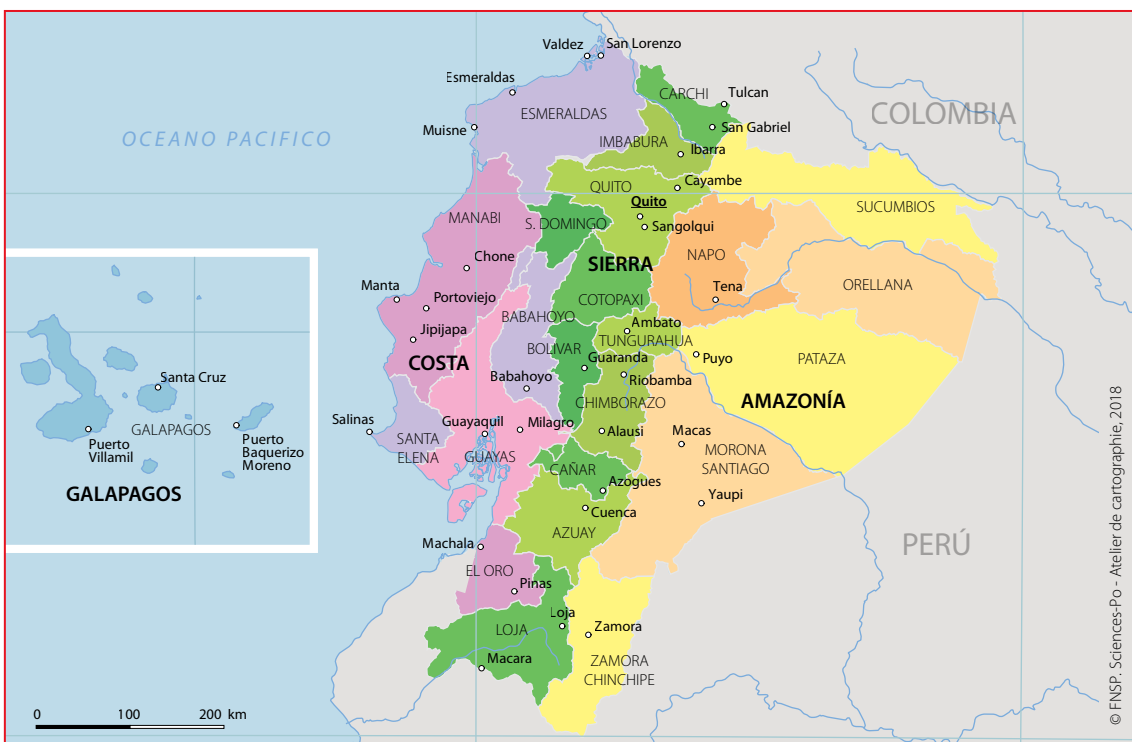 Valdez
San Lorenzo
Esmeraldas
CARCHI
Tulcan
ESMERALDAS
COLOMBIA
Muisne
San Gabriel
OCEANO PACIFICO
IMBABURA
Ibarra
QUITO
Cayambe
Quito
SUCUMBIOS
MANABI
S. DOMINGO
Sangolqui
SIERRA
NAPO
Chone
ORELLANA
Manta
COTOPAXI
Tena
Portoviejo
BABAHOYO
Ambato
Jipijapa
TUNGURAHUA
BOLIVAR
Guaranda
Puyo
PATAZA
COSTA
Santa Cruz
Babahoyo
Riobamba
AMAZONÍA
CHIMBORAZO
Salinas
Guayaquil
Milagro
GALAPAGOS
Alausi
Puerto
Villamil
Puerto
Baquerizo
Moreno
SANTA
ELENA
Macas
GUAYAS
MORONA
SANTIAGO
CAÑAR
GALAPAGOS
Azogues
Yaupi
Cuenca
AZUAY
Machala
PERÚ
EL ORO
Pinas
Loja
LOJA
Zamora
Macara
ZAMORA
CHINCHIPE
0 100 200 km
© FNSP. Sciences-Po - Atelier de cartographie, 2018